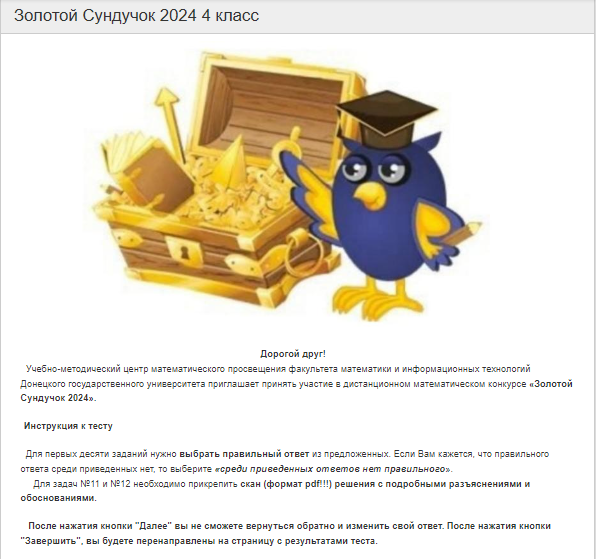 Золотой Сундучок 2024 4 класс
Дорогой друг!
Учебно-методический центр математического просвещения факультета математики и информационных технологий
Донецкого государственного университета приглашает принять участие в дистанционном математическом конкурсе «Золотой
Сундучок 2024».
Инструкция к тесту
Для первых десяти заданий нужно выбрать правильный ответ из предложенных. Если Вам кажется, что правильного
ответа среди приведенных нет, то выберите «среди приведенных ответов нет правильного».
Для задач №11 и №12 необходимо прикрепить скан (формат pdf!!!) решения с подробными разъяснениями и
обоснованиями.
После нажатия кнопки "Далее" вы не сможете вернуться обратно и изменить свой ответ. После нажатия кнопки
"Завершить", вы будете перенаправлены на страницу с результатами теста.